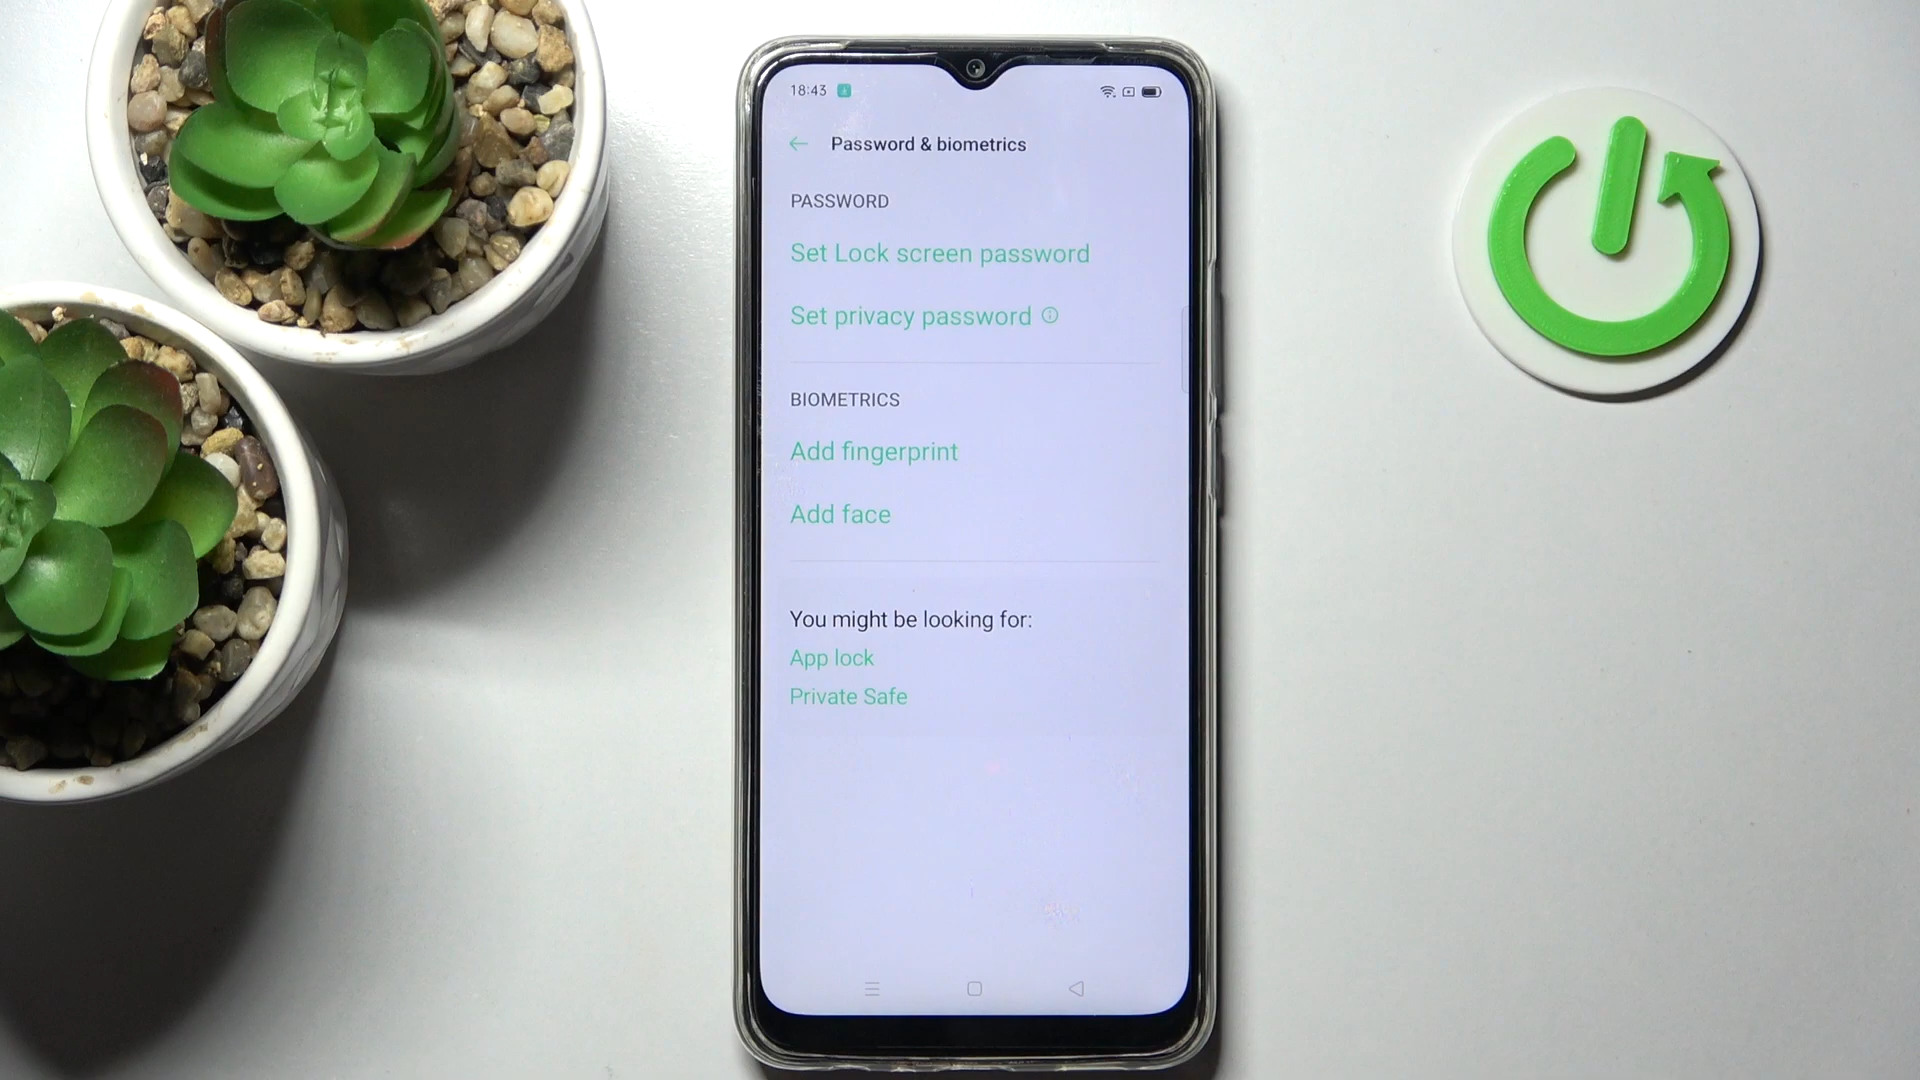 18:43
Password & biometrics
PASSWORD
Set Lock screen password
Set privacy password
BIOMETRICS
Add fingerprint
Add face
You might be looking for:
App lock
Private Safe